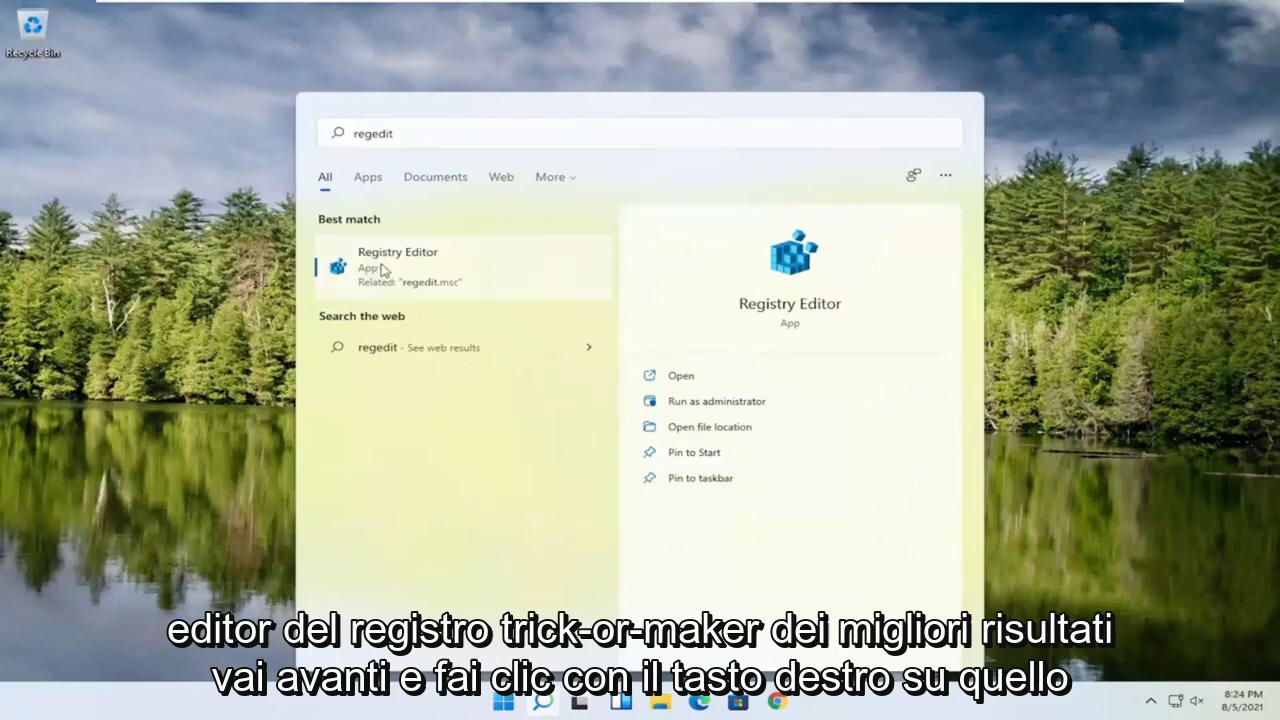 Recycle Bin
regedit
All Apps Documents Web More
Best match
Registry Editor
App
Related: "regedit.msc"
Search the web
regedit - See web results
Registry Editor
App
Open
Run as administrator
Open file location
Pin to Start
Pin to taskbar
editor del registro trick-or-maker dei migliori risultati
vai avanti e fai clic con il tasto destro su quello
8:24 PM
8/5/2021